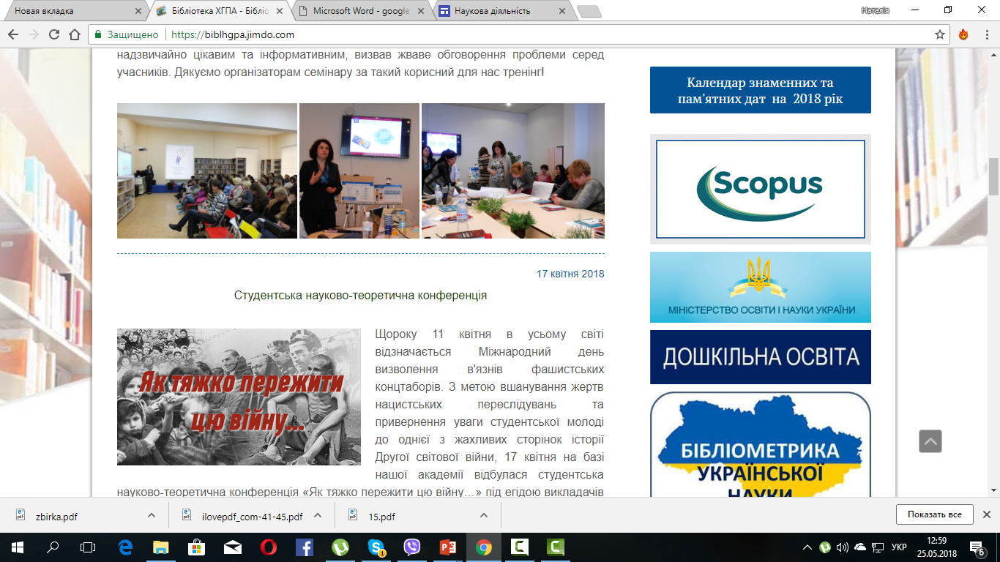 Новая вкладка
Бібліотека ХГПА - Бібліо
Microsoft Word - google
Наукова діяльність
Наталія
Защищено
https://biblhgpa.jimdo.com
надзвичайно цікавим та інформативним, визвав жваве обговорення проблеми серед
учасників. Дякуємо організаторам семінару за такий корисний для нас тренінг!
17 квітня 2018
Студентська науково-теоретична конференція
Як тяжко пережити
цю війну...
Щороку 11 квітня в усьому світі
відзначається Міжнародний день
визволення в'язнів фашистських
концтаборів. З метою вшанування жертв
нацистських переслідувань та
привернення уваги студентської молоді
до однієї з жахливих сторінок історії
Другої світової війни, 17 квітня на базі
нашої академії відбулася студентська
науково-теоретична конференція «Як тяжко пережити цю війну...» під егідою викладачів
Календар знаменних та
пам'ятних дат на 2018 рік
Scopus
МІНІСТЕРСТВО ОСВІТИ І НАУКИ УКРАЇНИ
ДОШКІЛЬНА ОСВІТА
БІБЛІОМЕТРИКА
УКРАЇНСЬКОЇ
НАУКИ
zbirka.pdf
ilovepdf_com-41-45.pdf
15.pdf
Показать все
1
УКР
12:59
25.05.2018
6